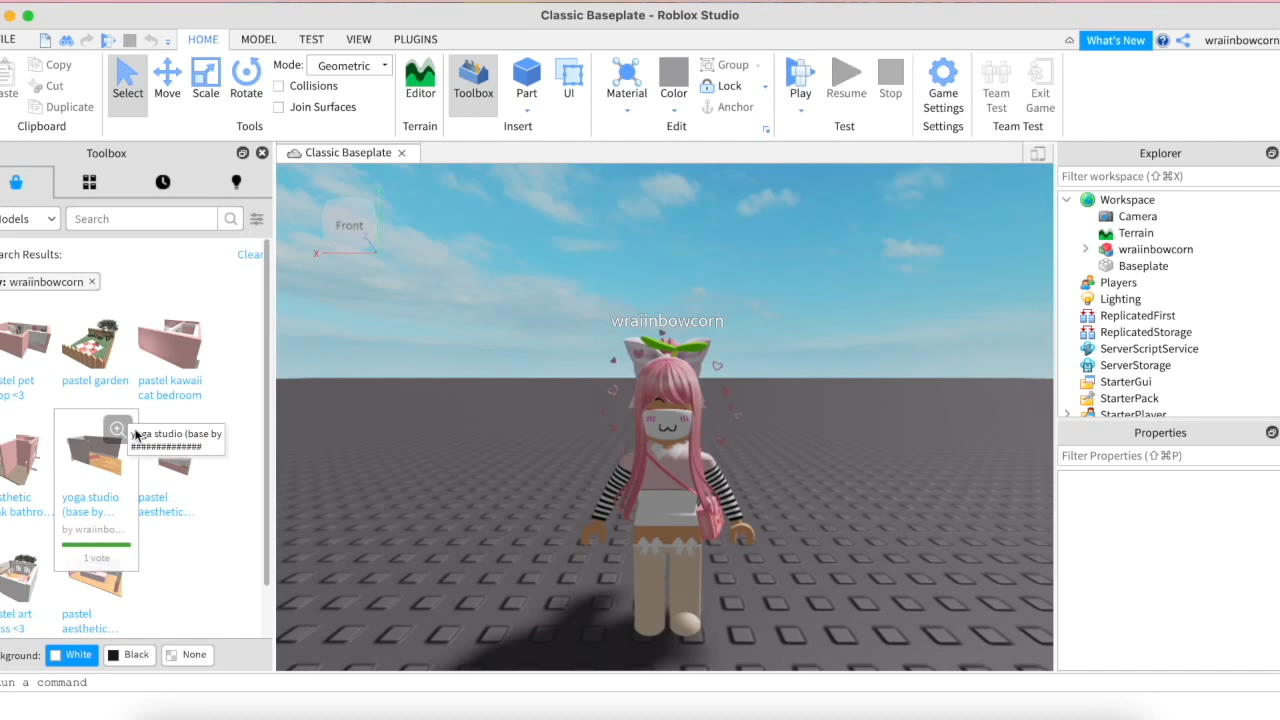 Classic Baseplate - Roblox Studio
ILE
HOME
MODEL
TEST
VIEW
PLUGINS
What's New
wraiinbowcorn
aste
Copy
Cut
Duplicate
Clipboard
Select
Move
Scale
Rotate
Mode: Geometric
Collisions
Join Surfaces
Tools
Editor
Terrain
Toolbox
Part
UI
Insert
Material
Color
Group
Lock
Anchor
Edit
Play
Resume
Stop
Test
Game
Settings
Settings
Team
Test
Exit
Game
Team Test
Toolbox
Classic Baseplate
Explorer
odels
Search
arch Results:
Clear
: wraiinbowcorn
stel pet
op <3
pastel garden
pastel kawaii
cat bedroom
sthetic
k bathro...
yoga studio
(base by...
by wraiinbo...
1 vote
yoga studio (base by
##############
pastel
aesthetic...
stel art
ss <3
pastel
aesthetic...
kground:
White
Black
None
un a command
Front
X
wraiinbowcorn
Filter workspace (⇧⌘X)
Workspace
Camera
Terrain
wraiinbowcorn
Baseplate
Players
Lighting
ReplicatedFirst
ReplicatedStorage
ServerScriptService
ServerStorage
StarterGui
StarterPack
StarterPlayer
Properties
Filter Properties (⇧⌘P)